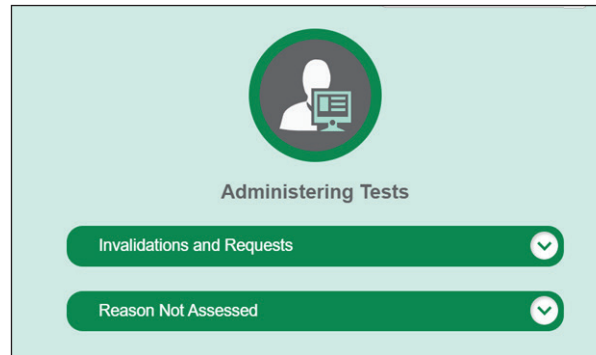 Administering Tests
Invalidations and Requests
Reason Not Assessed